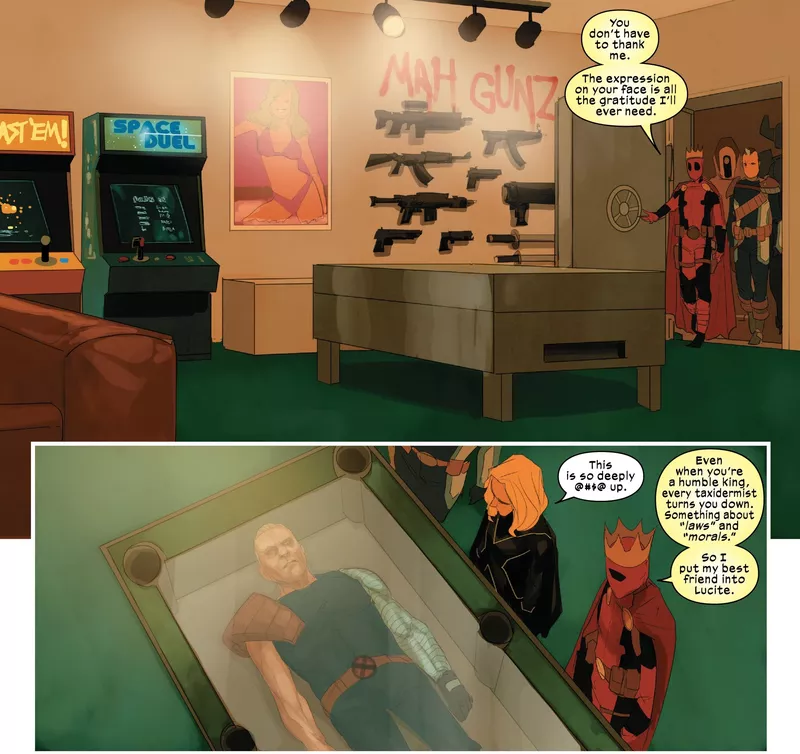 You
don't have
to thank
me.
The expression
on your face is all
the gratitude I'll
ever need.
MAH GUNZ
AST 'EM!
SPACE
DUEL
This
is so deeply
@#$@ up.
Even
when you're
a humble king,
every taxidermist
turns you down.
Something about
"laws" and
"morals."
So I
put my best
friend into
Lucite.